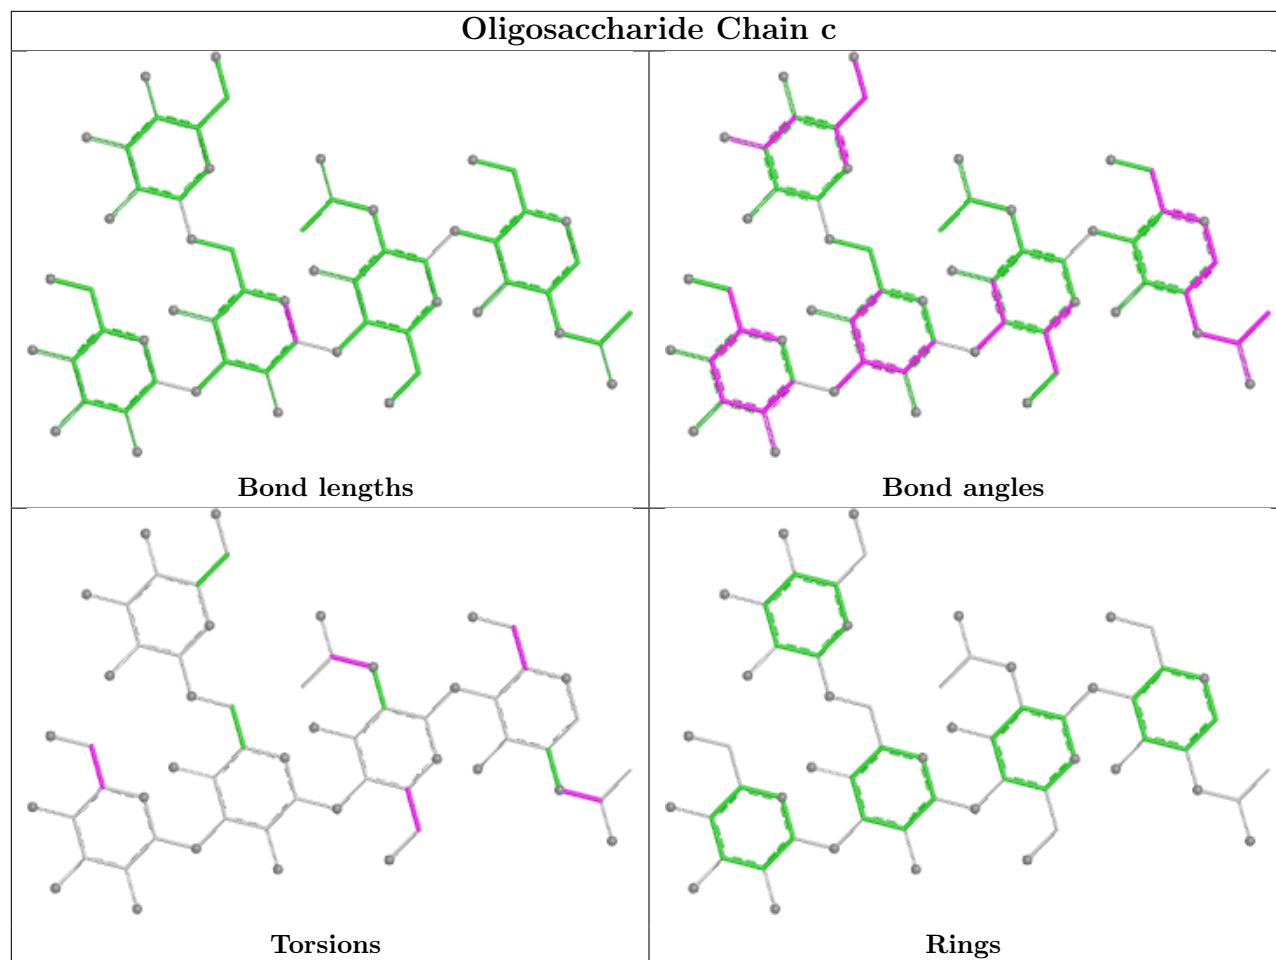 Oligosaccharide Chain c
Bond lengths
Bond angles
Torsions
Rings